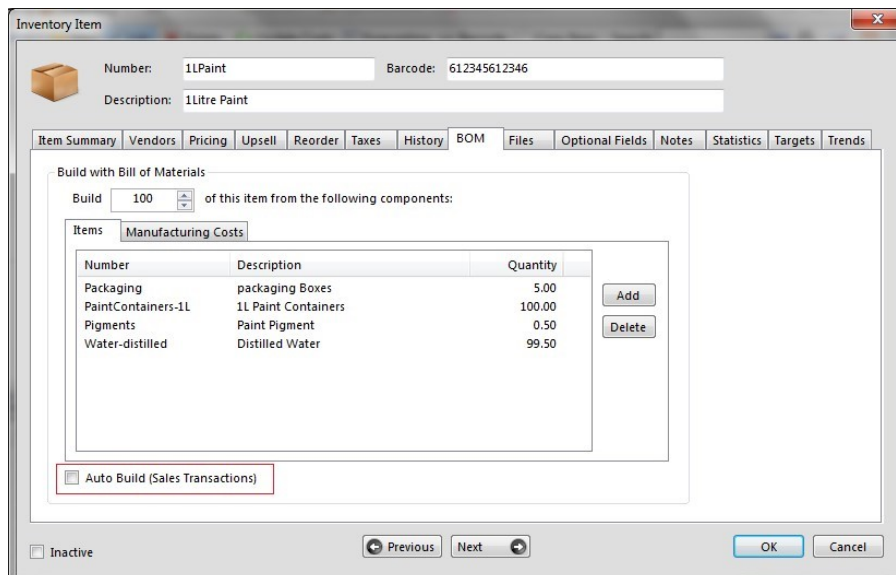 Inventory Item
Number: 1LPaint Barcode: 612345612346
Description: 1Litre Paint
Item Summary Vendors Pricing Upsell Reorder Taxes History BOM Files Optional Fields Notes Statistics Targets Trends
Build with Bill of Materials
Build 100 of this item from the following components:
Items Manufacturing Costs
Number Description Quantity
Packaging packaging Boxes 5.00
PaintContainers-1L 1L Paint Containers 100.00
Pigments Paint Pigment 0.50
Water-distilled Distilled Water 99.50
Add
Delete
Auto Build (Sales Transactions)
Inactive Previous Next OK Cancel